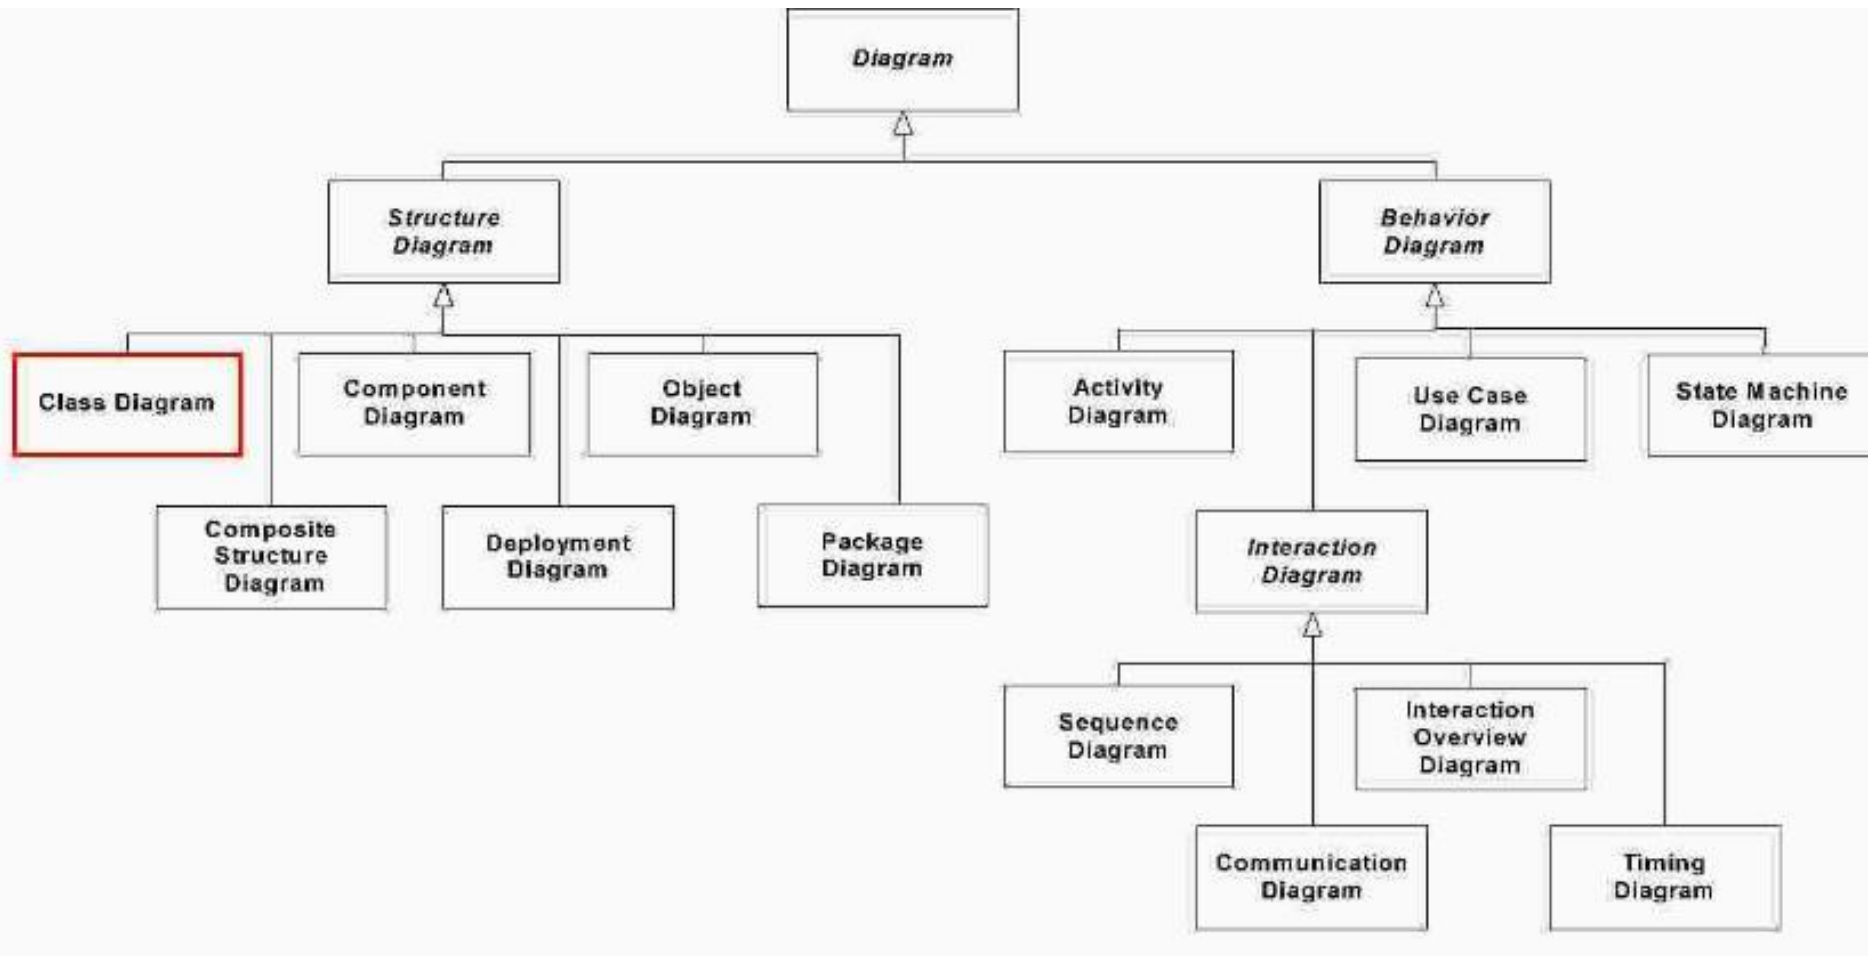 Diagram
Structure
Diagram
Behavior
Diagram
Class Diagram
Component
Diagram
Object
Diagram
Activity
Diagram
Use Case
Diagram
State Machine
Diagram
Composite
Structure
Diagram
Deployment
Diagram
Package
Diagram
Interaction
Diagram
Sequence
Diagram
Interaction
Overview
Diagram
Communication
Diagram
Timing
Diagram